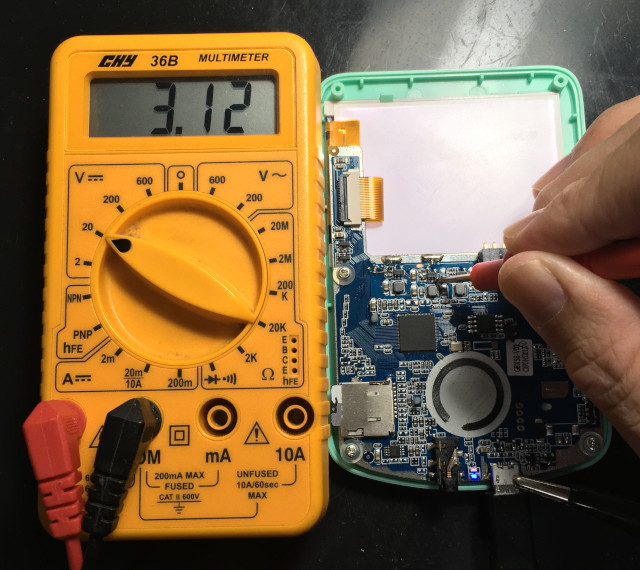 CHY 36B MULTIMETER
3.12
V
600
200
20
2
600
V~
200
20M
2M
200
K
20K
2K
Ω
NPN
PNP
hFE
2m
20m
10A
200m
A
E
B
C
E
hFE
mA
10A
200mA MAX
FUSED
CAT II 600V
UNFUSED
10A/60sec
MAX